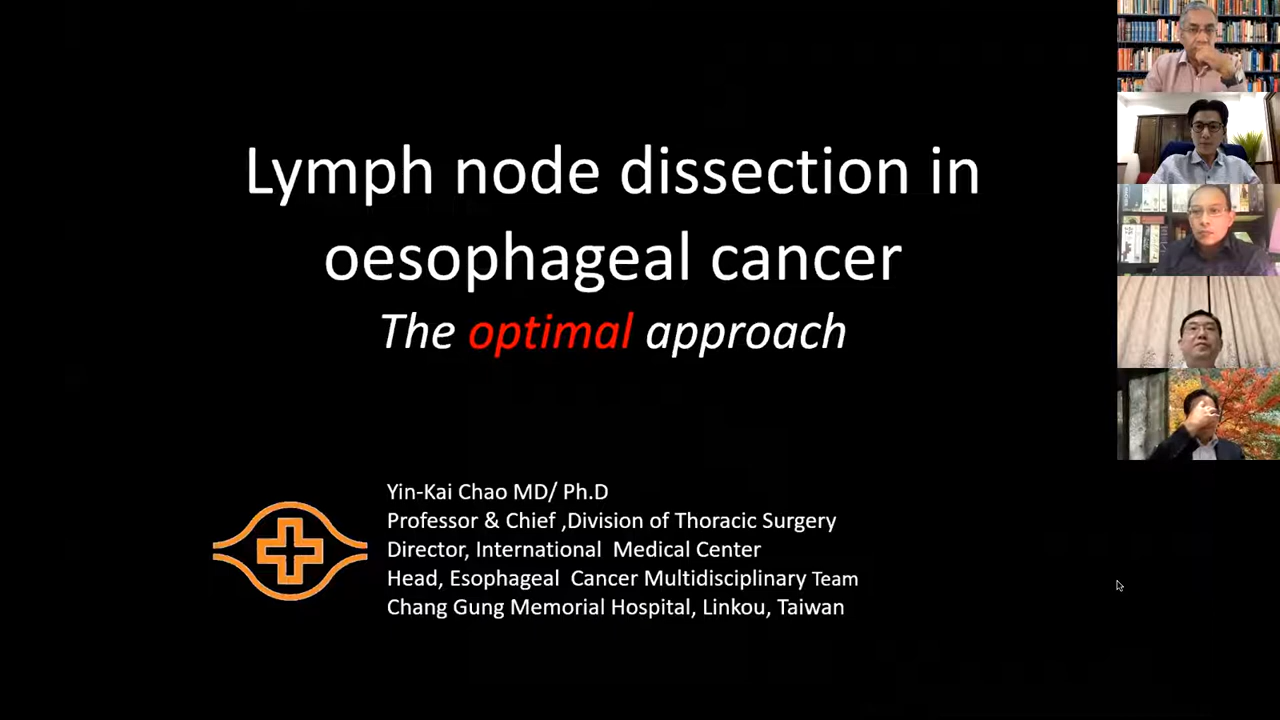 Lymph node dissection in
oesophageal cancer
The optimal approach
Yin-Kai Chao MD/ Ph.D
Professor & Chief ,Division of Thoracic Surgery
Director, International Medical Center
Head, Esophageal Cancer Multidisciplinary Team
Chang Gung Memorial Hospital, Linkou, Taiwan